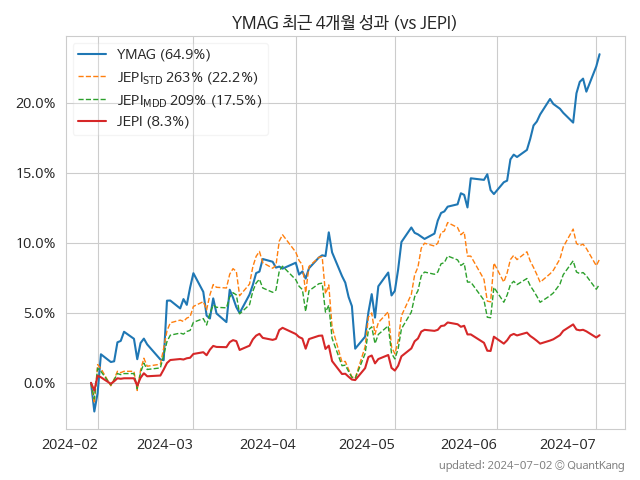 YMAG 최근 4개월 성과 (vs JEPI)
YMAG (64.9%)
JEPI_STD 263% (22.2%)
JEPI_MDD 209% (17.5%)
JEPI (8.3%)
20.0%
15.0%
10.0%
5.0%
0.0%
2024-02 2024-03 2024-04 2024-05 2024-06 2024-07
updated: 2024-07-02 © QuantKang